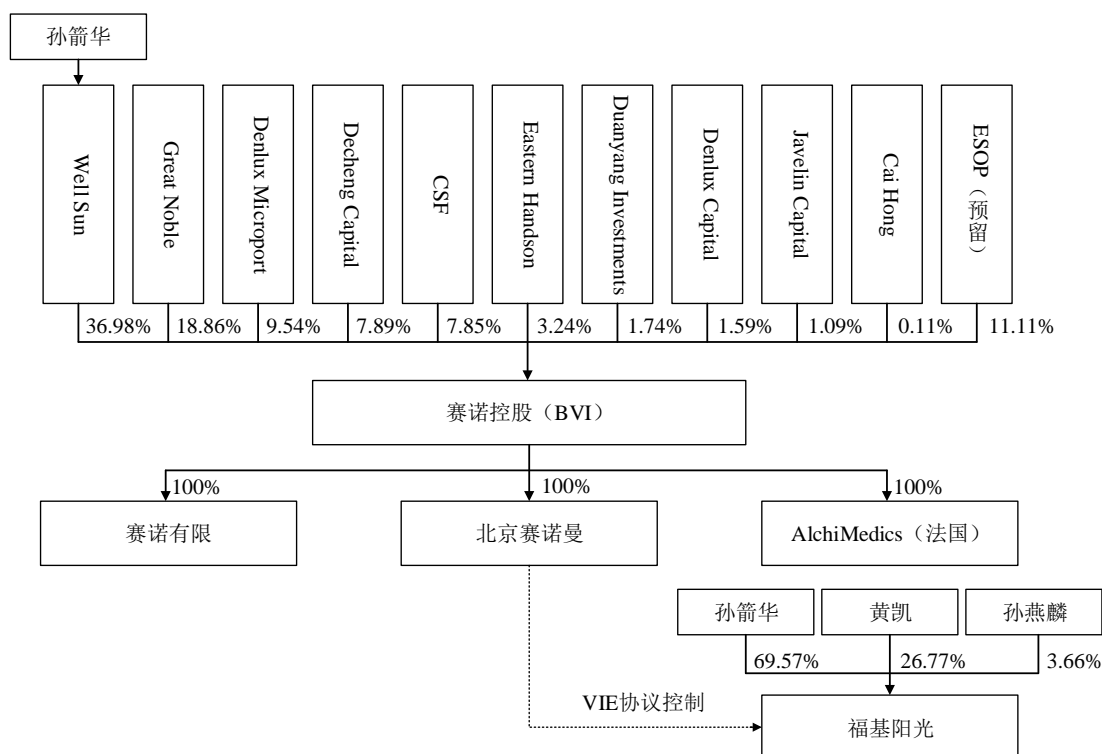 孙箭华
Well Sun
Great Noble
Denlux Microport
Decheng Capital
CSF
Eastern Handson
Duanyang Investments
Denlux Capital
Javelin Capital
Cai Hong
ESOP（预留）
36.98%
18.86%
9.54%
7.89%
7.85%
3.24%
1.74%
1.59%
1.09%
0.11%
11.11%
赛诺控股（BVI）
100%
100%
100%
赛诺有限
北京赛诺曼
AlchiMedics（法国）
孙箭华
黄凯
孙燕麟
69.57%
26.77%
3.66%
VIE协议控制
福基阳光